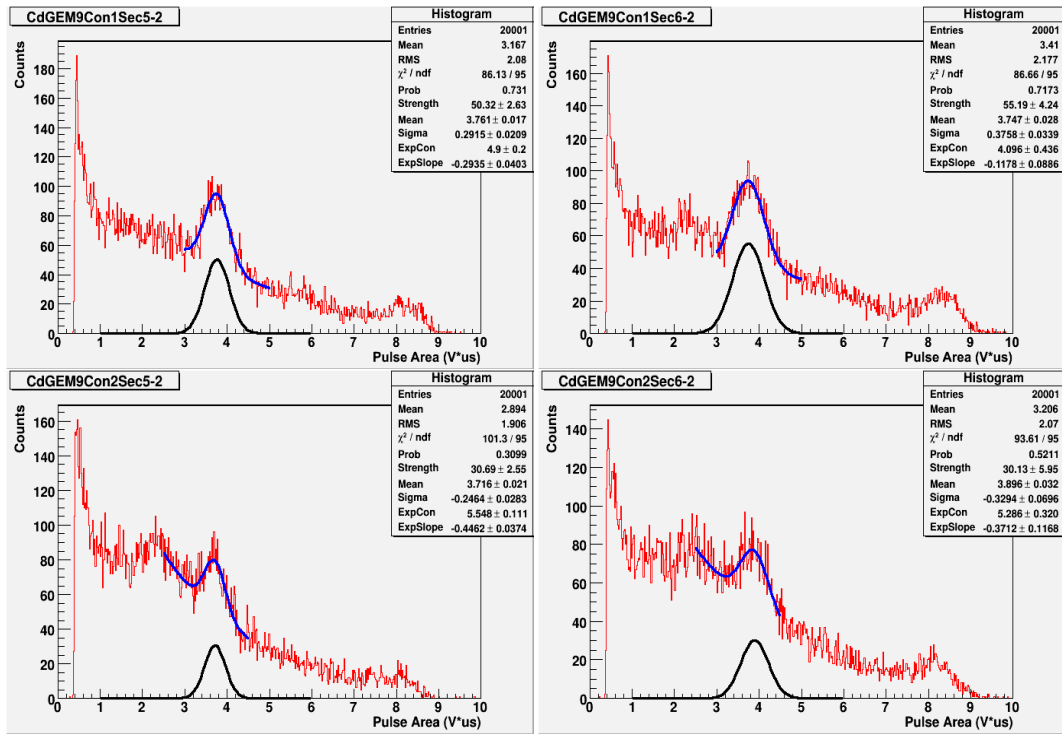 CdGEM9Con1Sec5-2
Histogram
Entries 20001
Mean 3.167
RMS 2.08
χ² / ndf 86.13 / 95
Prob 0.731
Strength 50.32 ± 2.63
Mean 3.761 ± 0.017
Sigma 0.2915 ± 0.0209
ExpCon 4.9 ± 0.2
ExpSlope -0.2935 ± 0.0403
Counts
180
160
140
120
100
80
60
40
20
0
0 1 2 3 4 5 6 7 8 9 10
Pulse Area (V*us)
CdGEM9Con1Sec6-2
Histogram
Entries 20001
Mean 3.41
RMS 2.177
χ² / ndf 86.66 / 95
Prob 0.7173
Strength 55.19 ± 4.24
Mean 3.747 ± 0.028
Sigma 0.3758 ± 0.0339
ExpCon 4.096 ± 0.436
ExpSlope -0.1178 ± 0.0886
Counts
160
140
120
100
80
60
40
20
0
0 1 2 3 4 5 6 7 8 9 10
Pulse Area (V*us)
CdGEM9Con2Sec5-2
Histogram
Entries 20001
Mean 2.894
RMS 1.906
χ² / ndf 101.3 / 95
Prob 0.3099
Strength 30.69 ± 2.55
Mean 3.716 ± 0.021
Sigma -0.2464 ± 0.0283
ExpCon 5.548 ± 0.111
ExpSlope -0.4462 ± 0.0374
Counts
160
140
120
100
80
60
40
20
0
0 1 2 3 4 5 6 7 8 9 10
Pulse Area (V*us)
CdGEM9Con2Sec6-2
Histogram
Entries 20001
Mean 3.206
RMS 2.07
χ² / ndf 93.61 / 95
Prob 0.5211
Strength 30.13 ± 5.95
Mean 3.896 ± 0.032
Sigma -0.3294 ± 0.0696
ExpCon 5.286 ± 0.320
ExpSlope -0.3712 ± 0.1168
Counts
140
120
100
80
60
40
20
0
0 1 2 3 4 5 6 7 8 9 10
Pulse Area (V*us)